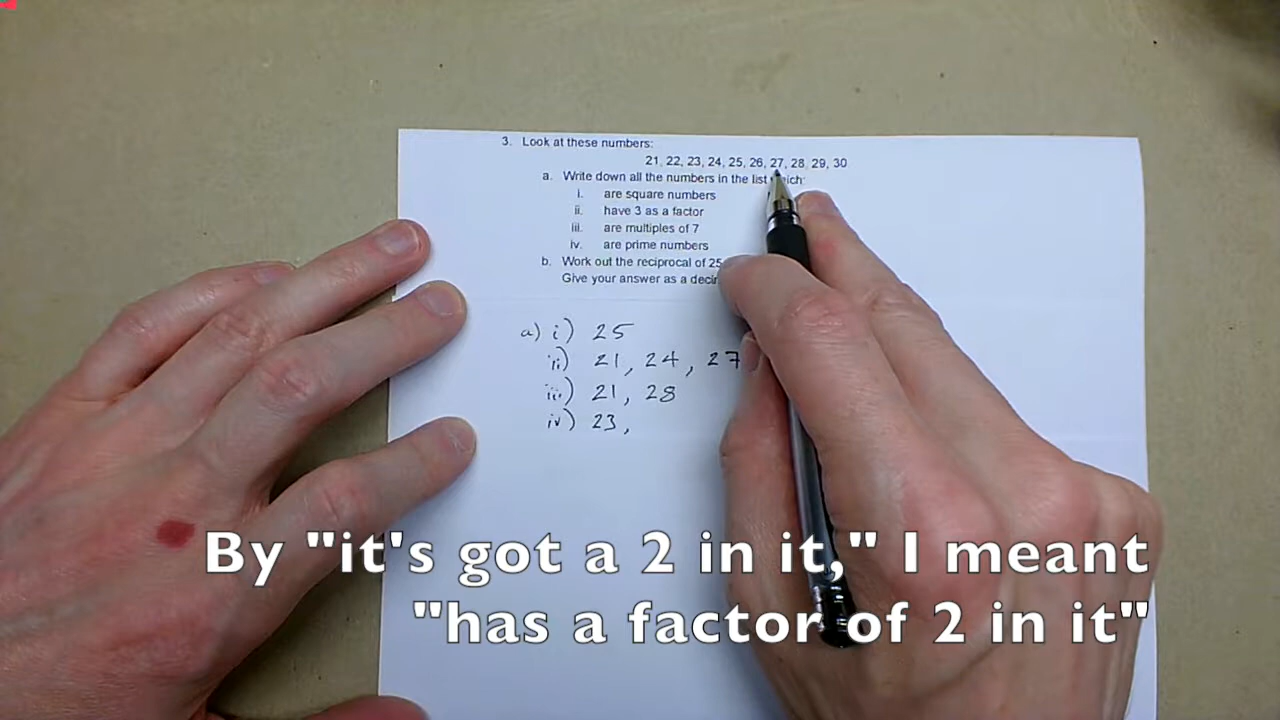 3. Look at these numbers:
21, 22, 23, 24, 25, 26, 27, 28, 29, 30
a. Write down all the numbers in the list
i. are square numbers
ii. have 3 as a factor
iii. are multiples of 7
iv. are prime numbers
b. Work out the reciprocal of 25
Give your answer as a
a) i) 25
ii) 21, 24, 27
iii) 21, 28
iv) 23,
By "it's got a 2 in it," I meant
"has a factor of 2 in it"